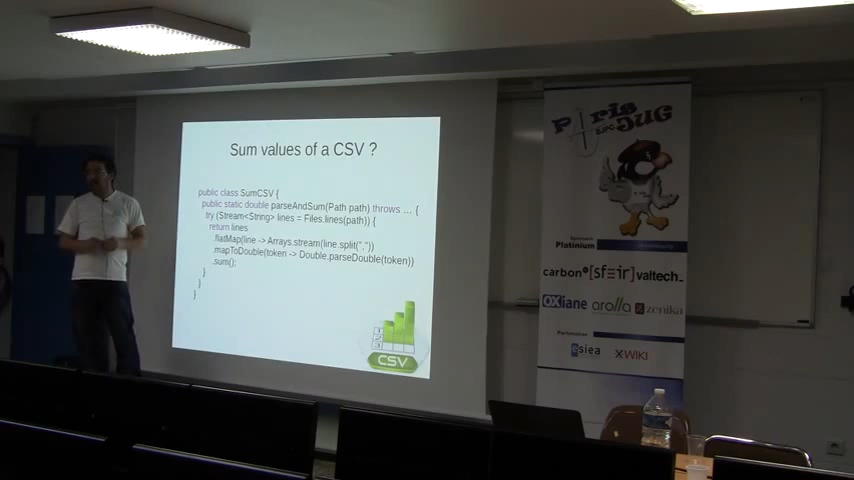 Sum values of a CSV ?
public class SumCSV {
public static double parseAndSum(Path path) throws ... {
try (Stream<String> lines = Files.lines(path)) {
return lines
.flatMap(line -> Arrays.stream(line.split(","))
.mapToDouble(token -> Double.parseDouble(token))
.sum();
}
}
}
CSV
Paris
JUG
Platinium
carbon
[sfeir]
valtech_
OXiane
arolla
zenika
esiea
XWIKI